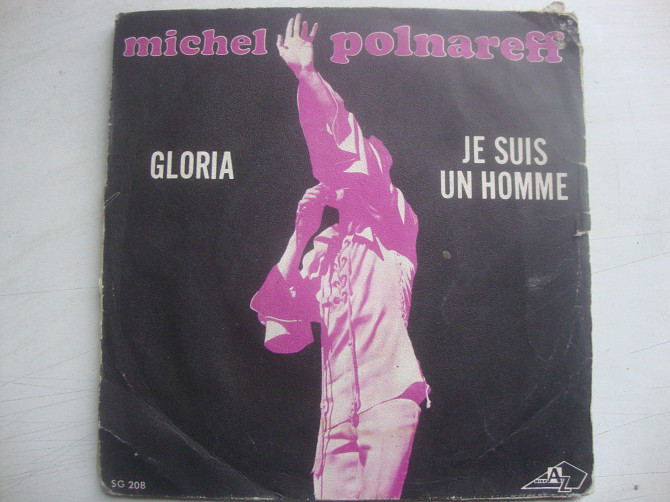 michel polnareff
GLORIA
JE SUIS
UN HOMME
SG 208
AZ